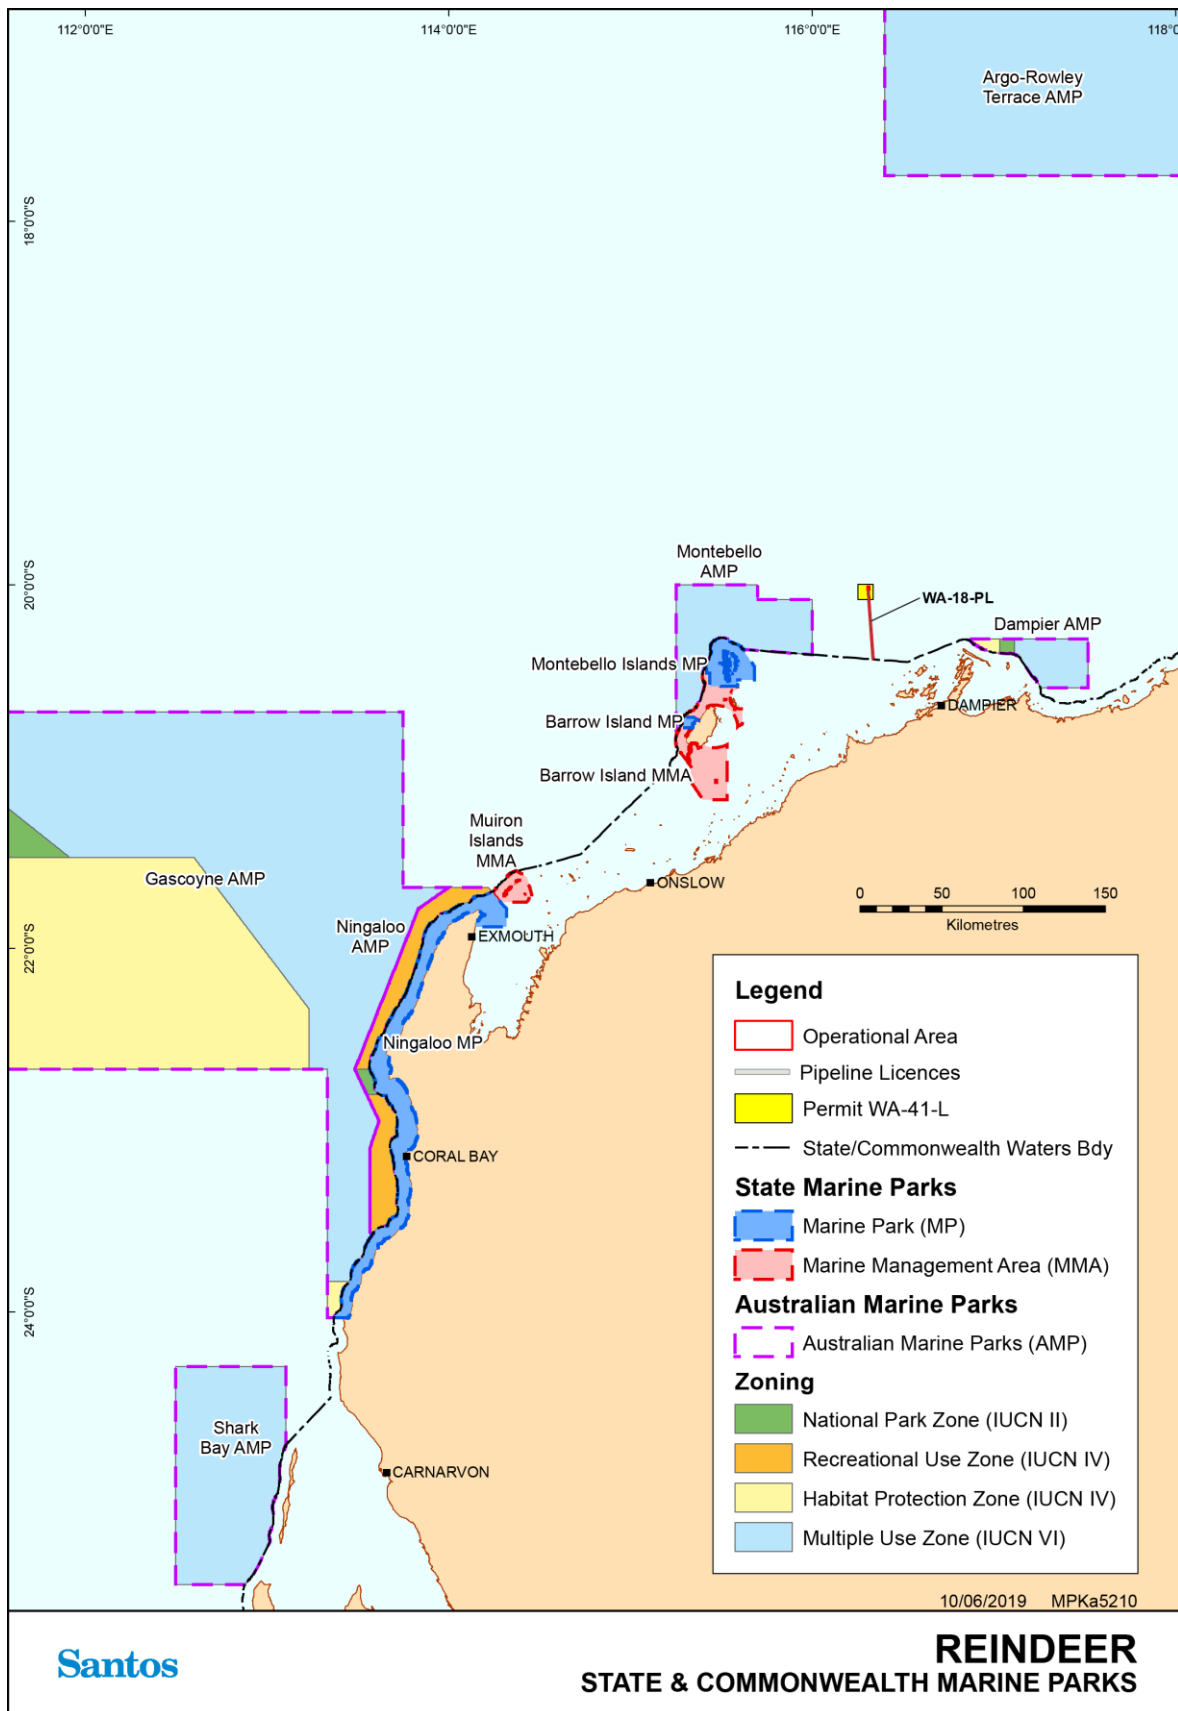 112°0'0"E
114°0'0"E
116°0'0"E
118°0
Argo-Rowley
Terrace AMP
18°0'0"S
20°0'0"S
22°0'0"S
24°0'0"S
Montebello
AMP
WA-18-PL
Dampier AMP
Montebello Islands MP
DAMPIER
Barrow Island MP
Barrow Island MMA
Muiron
Islands
MMA
Gascoyne AMP
ONSLOW
0 50 100 150
Kilometres
Ningaloo
AMP
EXMOUTH
Ningaloo MP
CORAL BAY
Shark
Bay AMP
CARNARVON
Legend
Operational Area
Pipeline Licences
Permit WA-41-L
State/Commonwealth Waters Bdy
State Marine Parks
Marine Park (MP)
Marine Management Area (MMA)
Australian Marine Parks
Australian Marine Parks (AMP)
Zoning
National Park Zone (IUCN II)
Recreational Use Zone (IUCN IV)
Habitat Protection Zone (IUCN IV)
Multiple Use Zone (IUCN VI)
10/06/2019 MPKa5210
Santos
REINDEER
STATE & COMMONWEALTH MARINE PARKS